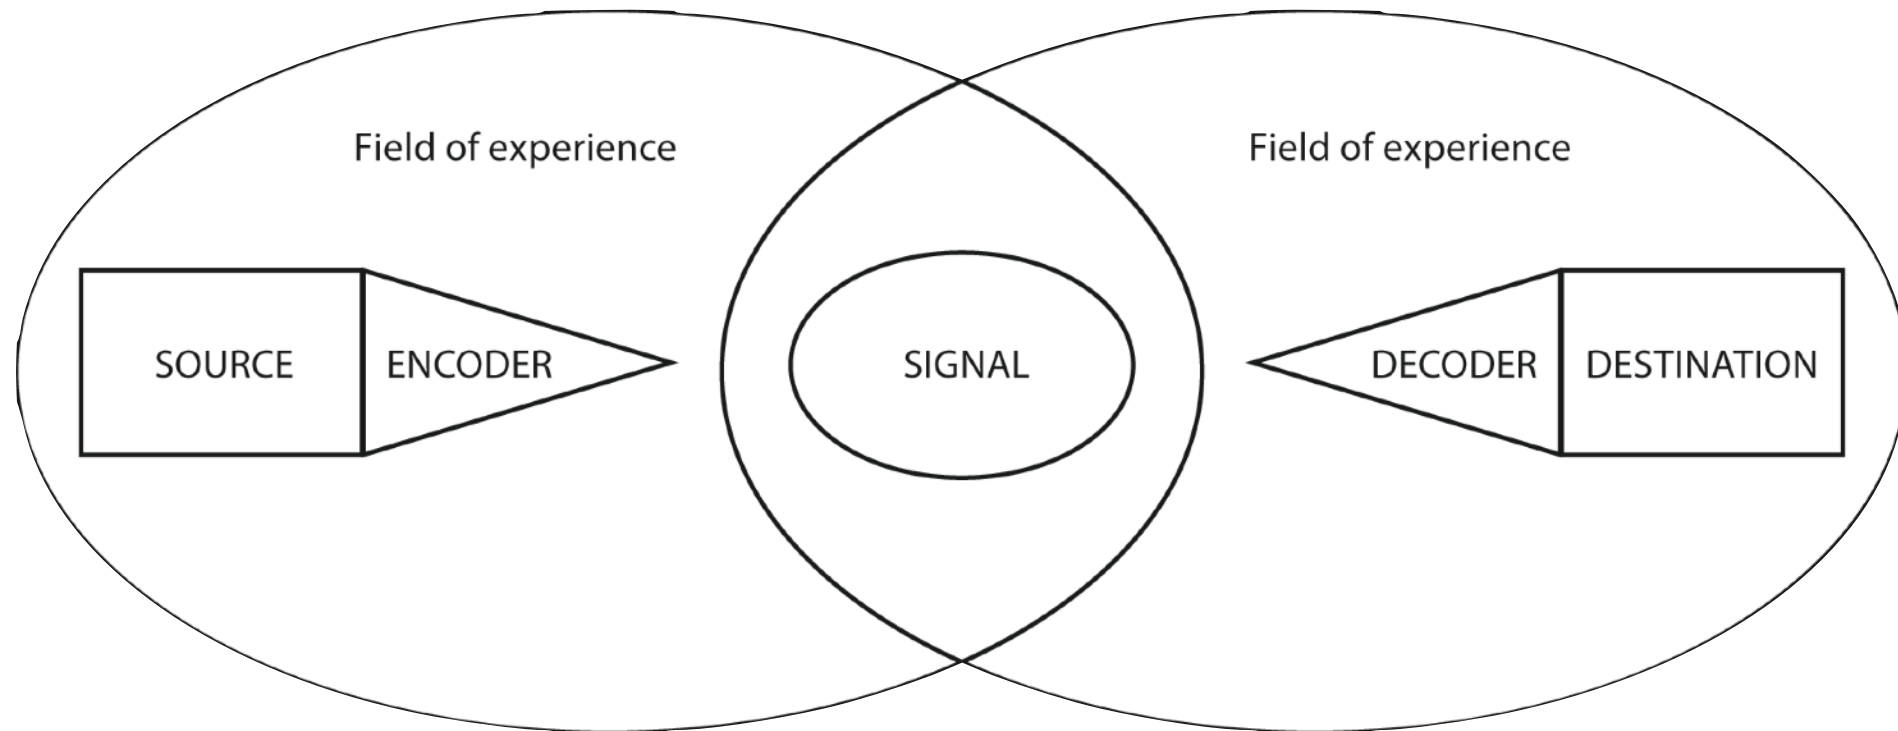 Field of experience
Field of experience
SOURCE
ENCODER
SIGNAL
DECODER
DESTINATION